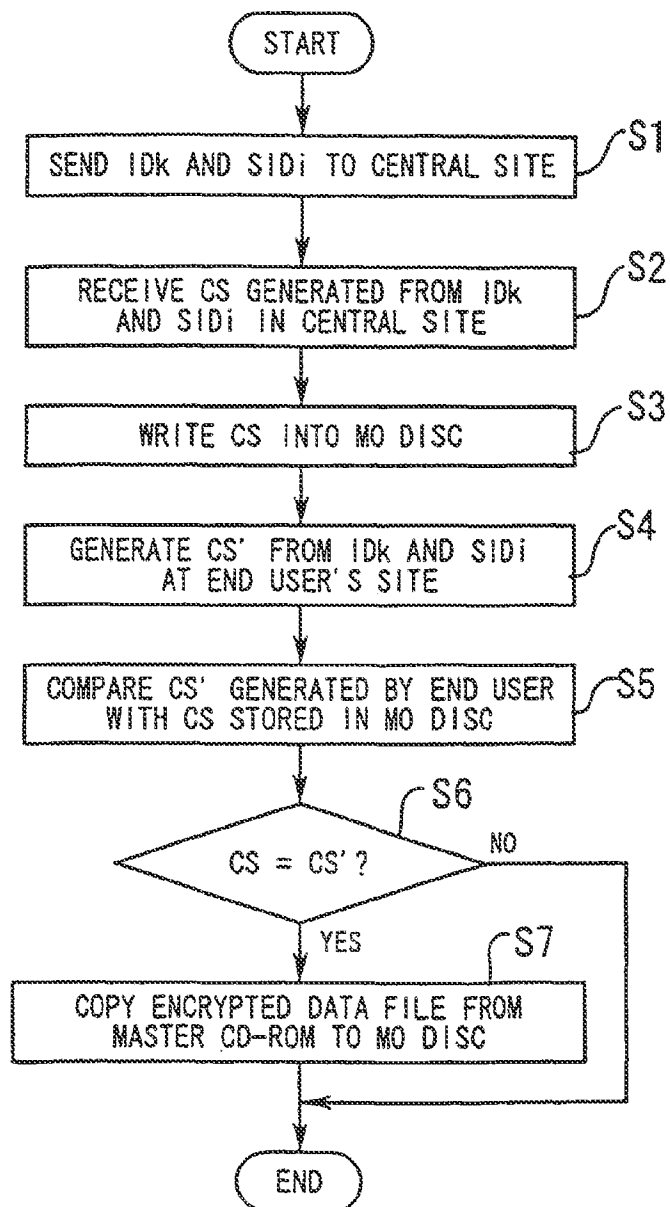 START
S1
SEND IDk AND SIDi TO CENTRAL SITE
S2
RECEIVE CS GENERATED FROM IDk
AND SIDi IN CENTRAL SITE
S3
WRITE CS INTO MO DISC
S4
GENERATE CS' FROM IDk AND SIDi
AT END USER'S SITE
S5
COMPARE CS' GENERATED BY END USER
WITH CS STORED IN MO DISC
S6
CS = CS'?
NO
YES
S7
COPY ENCRYPTED DATA FILE FROM
MASTER CD-ROM TO MO DISC
END